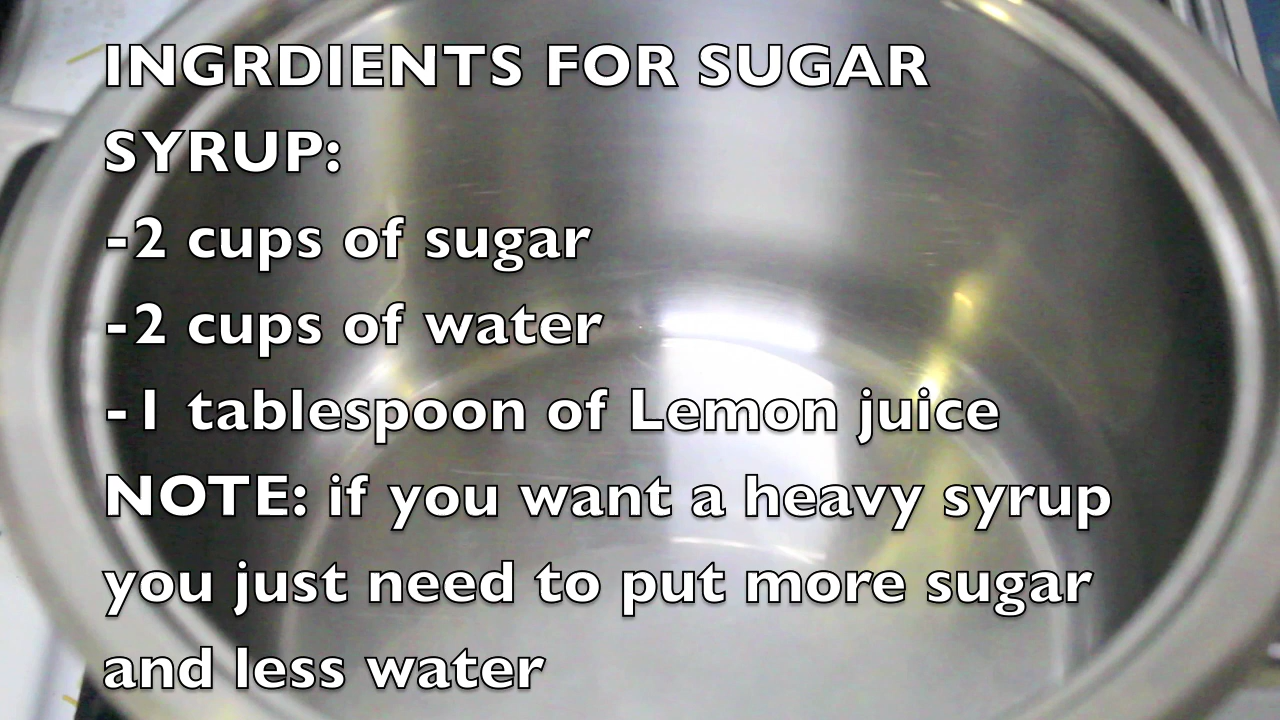 INGRDIENTS FOR SUGAR
SYRUP:
-2 cups of sugar
-2 cups of water
-1 tablespoon of Lemon juice
NOTE: if you want a heavy syrup
you just need to put more sugar
and less water